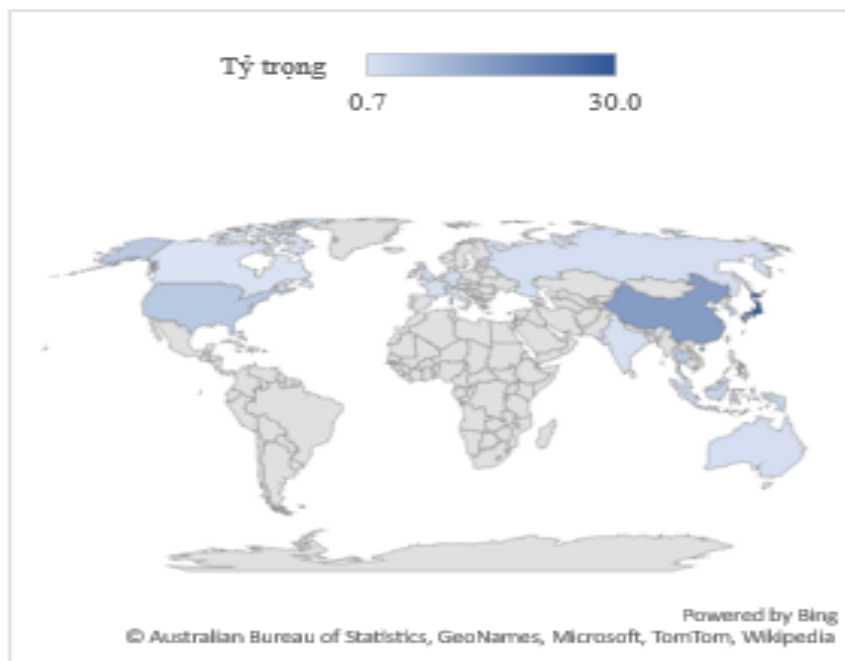 Tỷ trọng
0.7 30.0
Powered by Bing
© Australian Bureau of Statistics, GeoNames, Microsoft, TomTom, Wikipedia